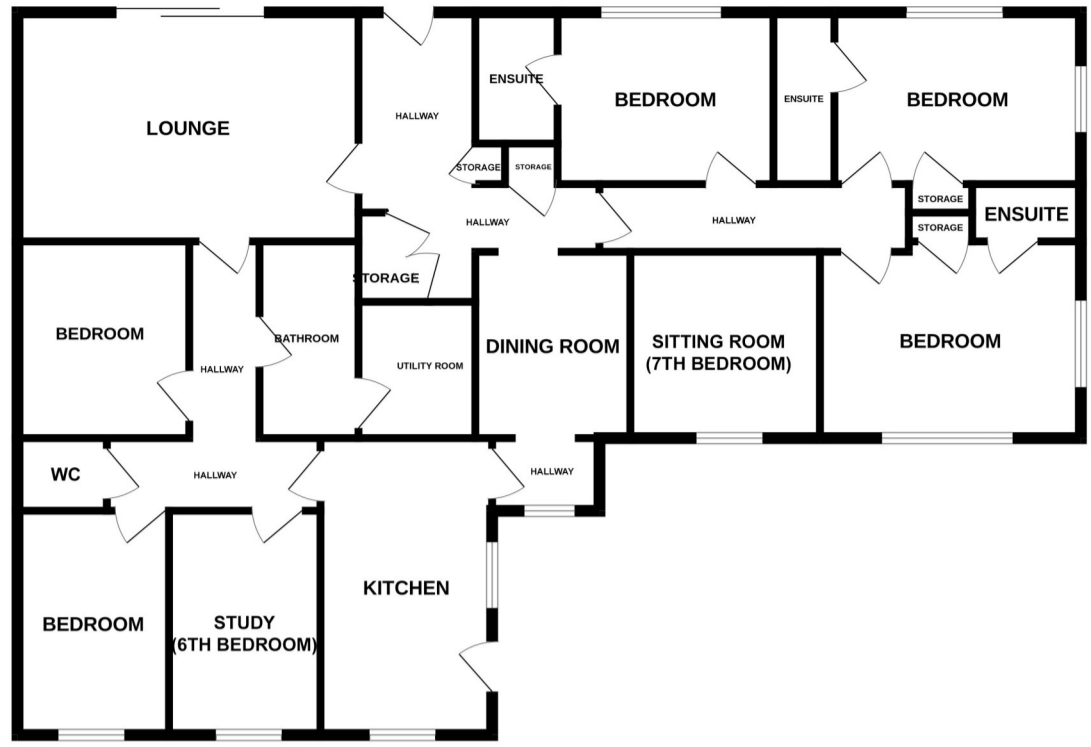 LOUNGE
HALLWAY
ENSUITE
BEDROOM
ENSUITE
BEDROOM
STORAGE
STORAGE
HALLWAY
HALLWAY
STORAGE
STORAGE
ENSUITE
STORAGE
BEDROOM
BATHROOM
HALLWAY
UTILITY ROOM
DINING ROOM
SITTING ROOM
(7TH BEDROOM)
BEDROOM
WC
HALLWAY
HALLWAY
BEDROOM
STUDY
(6TH BEDROOM)
KITCHEN